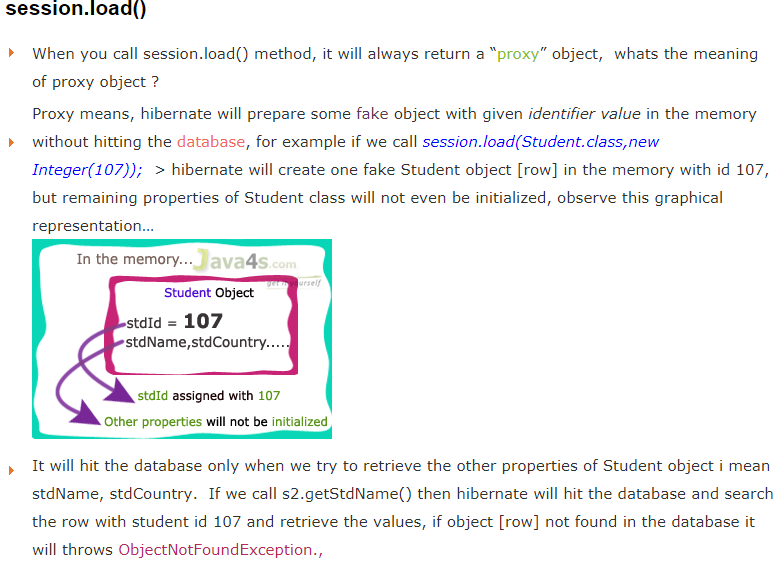 session.load()
When you call session.load() method, it will always return a “proxy” object,  whats the meaning
of proxy object ?
Proxy means, hibernate will prepare some fake object with given identifier value in the memory
without hitting the database, for example if we call session.load(Student.class,new
Integer(107));  > hibernate will create one fake Student object [row] in the memory with id 107,
but remaining properties of Student class will not even be initialized, observe this graphical
representation…
In the memory... Java4s.com
Student Object
stdId = 107
stdName,stdCountry.....
stdId assigned with 107
Other properties will not be initialized
It will hit the database only when we try to retrieve the other properties of Student object i mean
stdName, stdCountry.  If we call s2.getStdName() then hibernate will hit the database and search
the row with student id 107 and retrieve the values, if object [row] not found in the database it
will throws ObjectNotFoundException.,